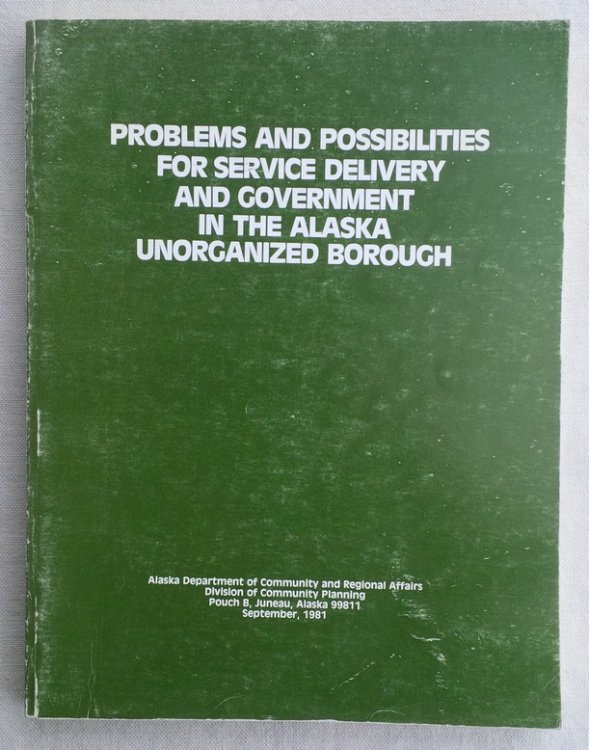 PROBLEMS AND POSSIBILITIES
FOR SERVICE DELIVERY
AND GOVERNMENT
IN THE ALASKA
UNORGANIZED BOROUGH
Alaska Department of Community and Regional Affairs
Division of Community Planning
Pouch B, Juneau, Alaska 99811
September, 1981